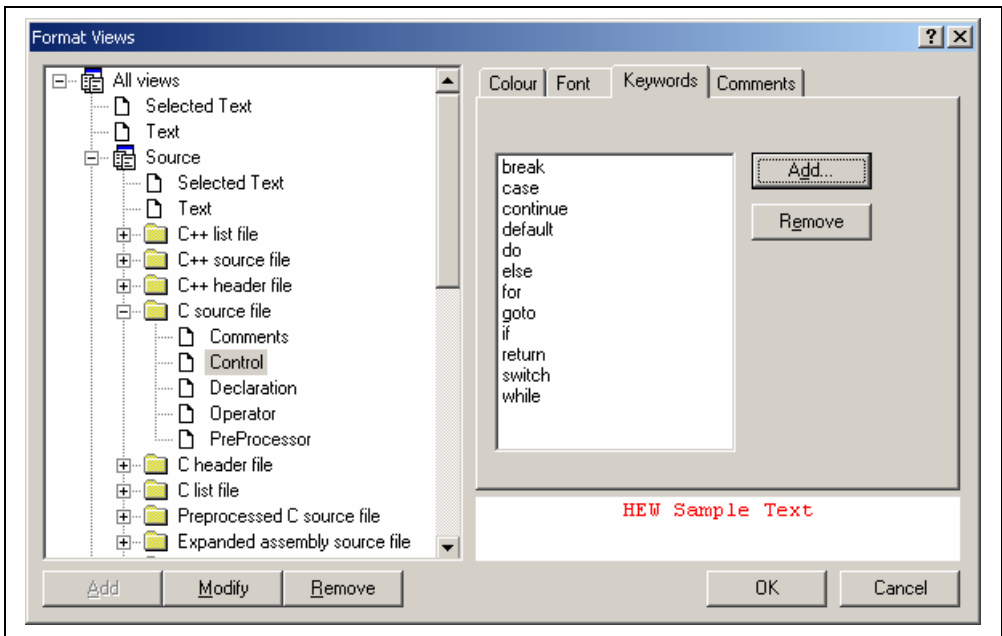 Format Views
All views
Selected Text
Text
Source
Selected Text
Text
C++ list file
C++ source file
C++ header file
C source file
Comments
Control
Declaration
Operator
PreProcessor
C header file
C list file
Preprocessed C source file
Expanded assembly source file
Colour Font Keywords Comments
break
case
continue
default
do
else
for
goto
if
return
switch
while
Add...
Remove
HEW Sample Text
Add Modify Remove OK Cancel